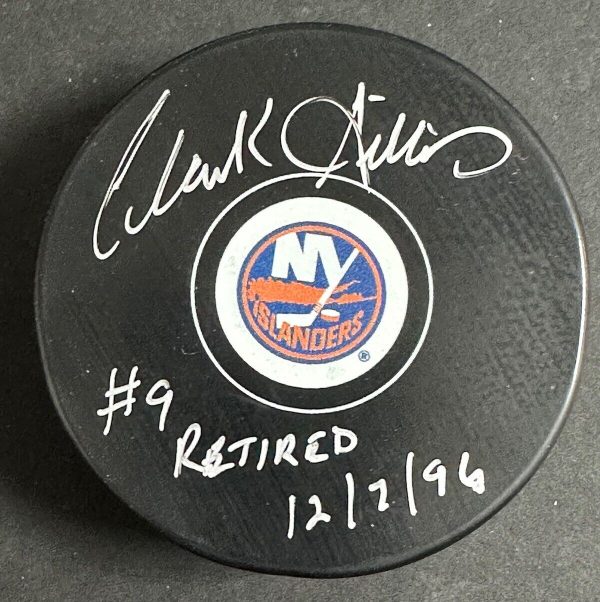 Clark Gillies
NY
ISLANDERS
®
#9
RETIRED
12/7/96